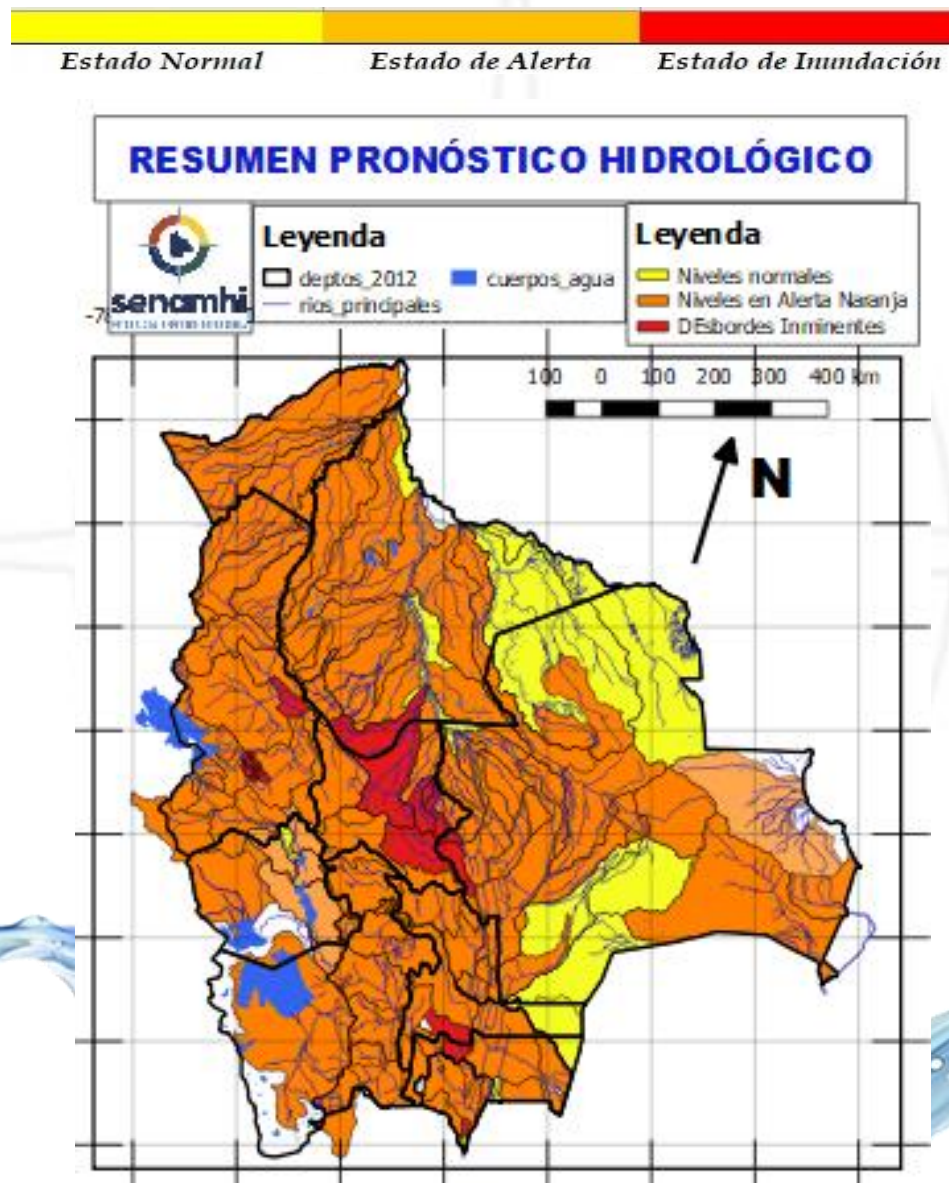 Estado Normal
Estado de Alerta
Estado de Inundación
RESUMEN PRONÓSTICO HIDROLÓGICO
senamhi
Leyenda
deptos_2012
cuerpos_agua
rios_principales
Leyenda
Niveles normales
Niveles en Alerta Naranja
DEsbordes Inminentes
100 0 100 200 300 400 km
N